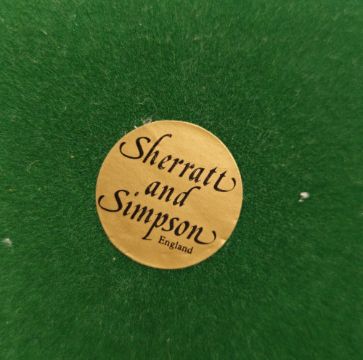 Sherratt
and
Simpson
England